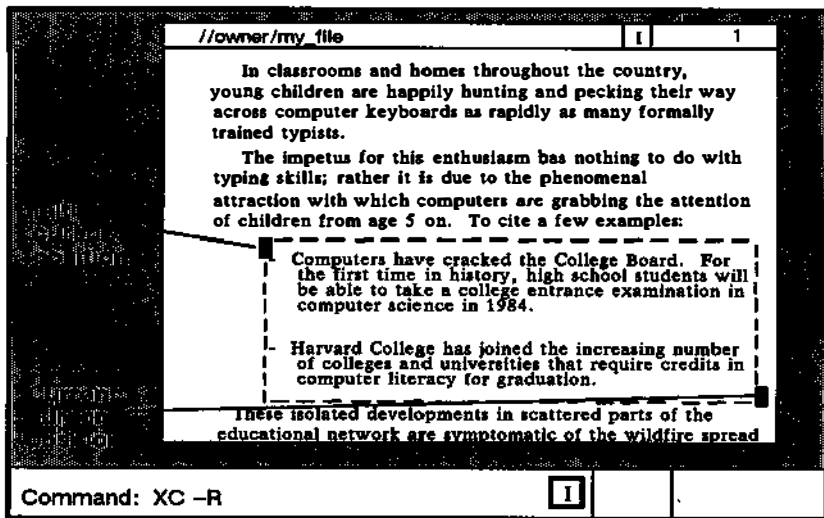 //owner/my_file I 1
In classrooms and homes throughout the country,
young children are happily hunting and pecking their way
across computer keyboards as rapidly as many formally
trained typists.
The impetus for this enthusiasm has nothing to do with
typing skills; rather it is due to the phenomenal
attraction with which computers are grabbing the attention
of children from age 5 on. To cite a few examples:
- Computers have cracked the College Board. For
the first time in history, high school students will
be able to take a college entrance examination in
computer science in 1984.
- Harvard College has joined the increasing number
of colleges and universities that require credits in
computer literacy for graduation.
These isolated developments in scattered parts of the
educational network are symptomatic of the wildfire spread
Command: XC –R I